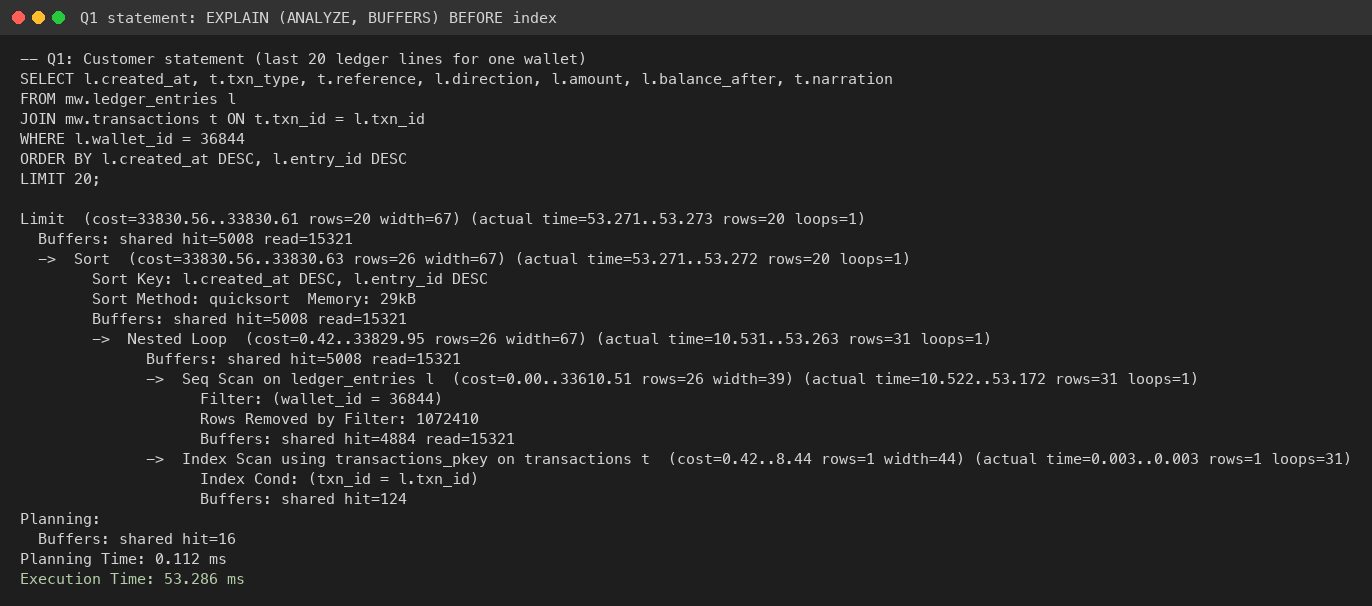 Q1 statement: EXPLAIN (ANALYZE, BUFFERS) BEFORE index
-- Q1: Customer statement (last 20 ledger lines for one wallet)
SELECT l.created_at, t.txn_type, t.reference, l.direction, l.amount, l.balance_after, t.narration
FROM mw.ledger_entries l
JOIN mw.transactions t ON t.txn_id = l.txn_id
WHERE l.wallet_id = 36844
ORDER BY l.created_at DESC, l.entry_id DESC
LIMIT 20;

Limit  (cost=33830.56..33830.61 rows=20 width=67) (actual time=53.271..53.273 rows=20 loops=1)
  Buffers: shared hit=5008 read=15321
  ->  Sort  (cost=33830.56..33830.63 rows=26 width=67) (actual time=53.271..53.272 rows=20 loops=1)
        Sort Key: l.created_at DESC, l.entry_id DESC
        Sort Method: quicksort  Memory: 29kB
        Buffers: shared hit=5008 read=15321
        ->  Nested Loop  (cost=0.42..33829.95 rows=26 width=67) (actual time=10.531..53.263 rows=31 loops=1)
              Buffers: shared hit=5008 read=15321
              ->  Seq Scan on ledger_entries l  (cost=0.00..33610.51 rows=26 width=39) (actual time=10.522..53.172 rows=31 loops=1)
                    Filter: (wallet_id = 36844)
                    Rows Removed by Filter: 1072410
                    Buffers: shared hit=4884 read=15321
              ->  Index Scan using transactions_pkey on transactions t  (cost=0.42..8.44 rows=1 width=44) (actual time=0.003..0.003 rows=1 loops=31)
                    Index Cond: (txn_id = l.txn_id)
                    Buffers: shared hit=124
Planning:
  Buffers: shared hit=16
Planning Time: 0.112 ms
Execution Time: 53.286 ms